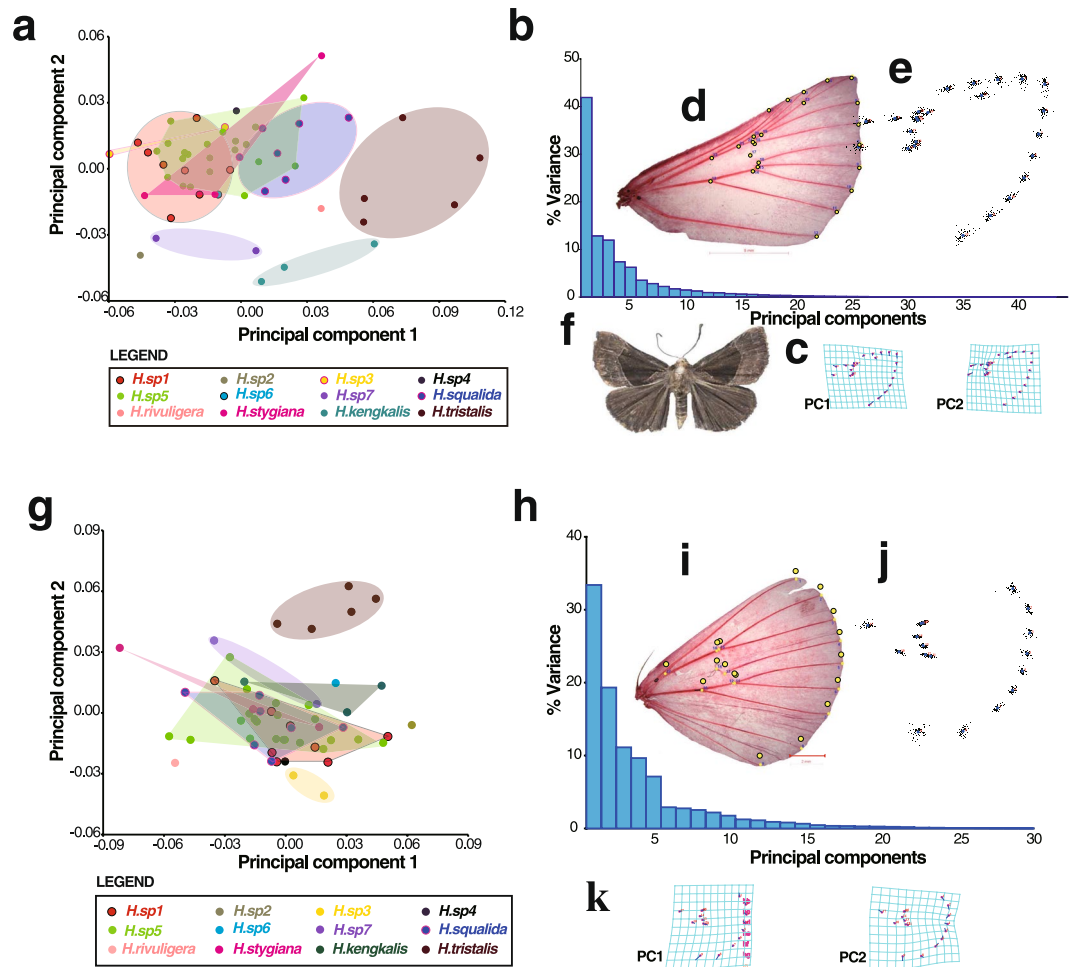 a
0.06
0.03
0.00
-0.03
-0.06
Principal component 2
-0.06
-0.03
0.00
0.03
0.06
0.09
0.12
Principal component 1
LEGEND
H.sp1
H.sp2
H.sp3
H.sp4
H.sp5
H.sp6
H.sp7
H.squalida
H.rivuligera
H.stygiana
H.kengkalis
H.tristalis
b
50
40
30
20
10
0
% Variance
5
10
15
20
25
30
35
40
Principal components
d
e
f
c
PC1
PC2
g
0.09
0.06
0.03
0.00
-0.03
-0.06
Principal component 2
-0.09
-0.06
-0.03
0.00
0.03
0.06
0.09
Principal component 1
LEGEND
H.sp1
H.sp2
H.sp3
H.sp4
H.sp5
H.sp6
H.sp7
H.squalida
H.rivuligera
H.stygiana
H.kengkalis
H.tristalis
h
40
30
20
10
0
% Variance
5
10
15
20
25
30
Principal components
i
j
k
PC1
PC2